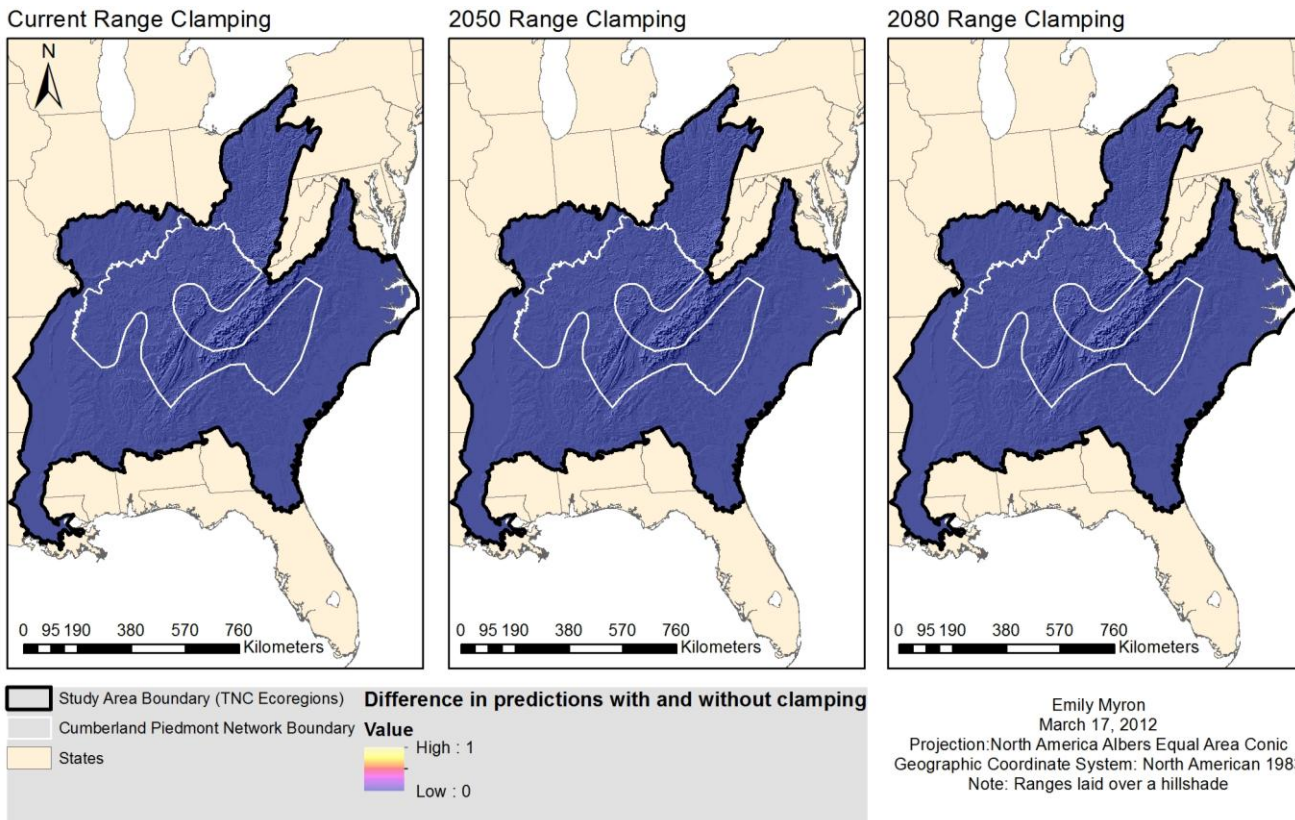 Current Range Clamping
2050 Range Clamping
2080 Range Clamping
N
0 95 190 380 570 760
Kilometers
0 95 190 380 570 760
Kilometers
0 95 190 380 570 760
Kilometers
Study Area Boundary (TNC Ecoregions)
Cumberland Piedmont Network Boundary
States
Difference in predictions with and without clamping
Value
High : 1
Low : 0
Emily Myron
March 17, 2012
Projection:North America Albers Equal Area Conic
Geographic Coordinate System: North American 198
Note: Ranges laid over a hillshade